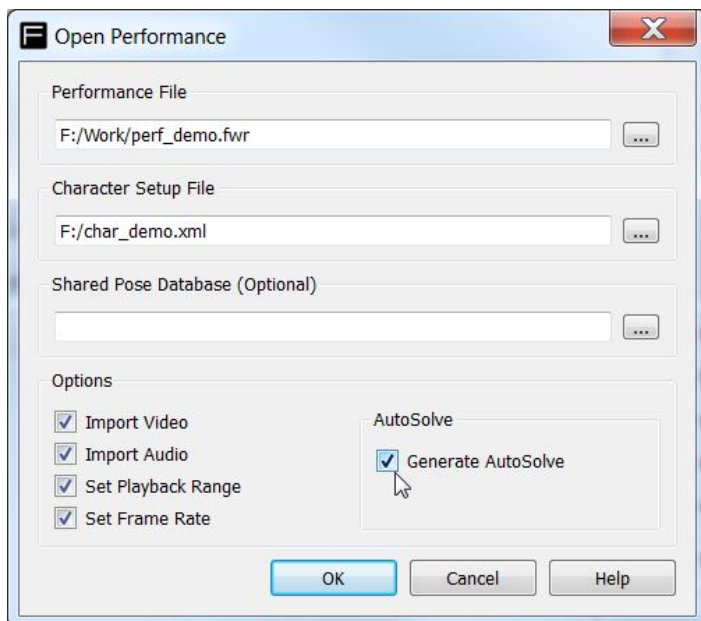 Open Performance
Performance File
F:/Work/perf_demo.fwr
...
Character Setup File
F:/char_demo.xml
...
Shared Pose Database (Optional)
...
Options
Import Video
Import Audio
Set Playback Range
Set Frame Rate
AutoSolve
Generate AutoSolve
OK Cancel Help